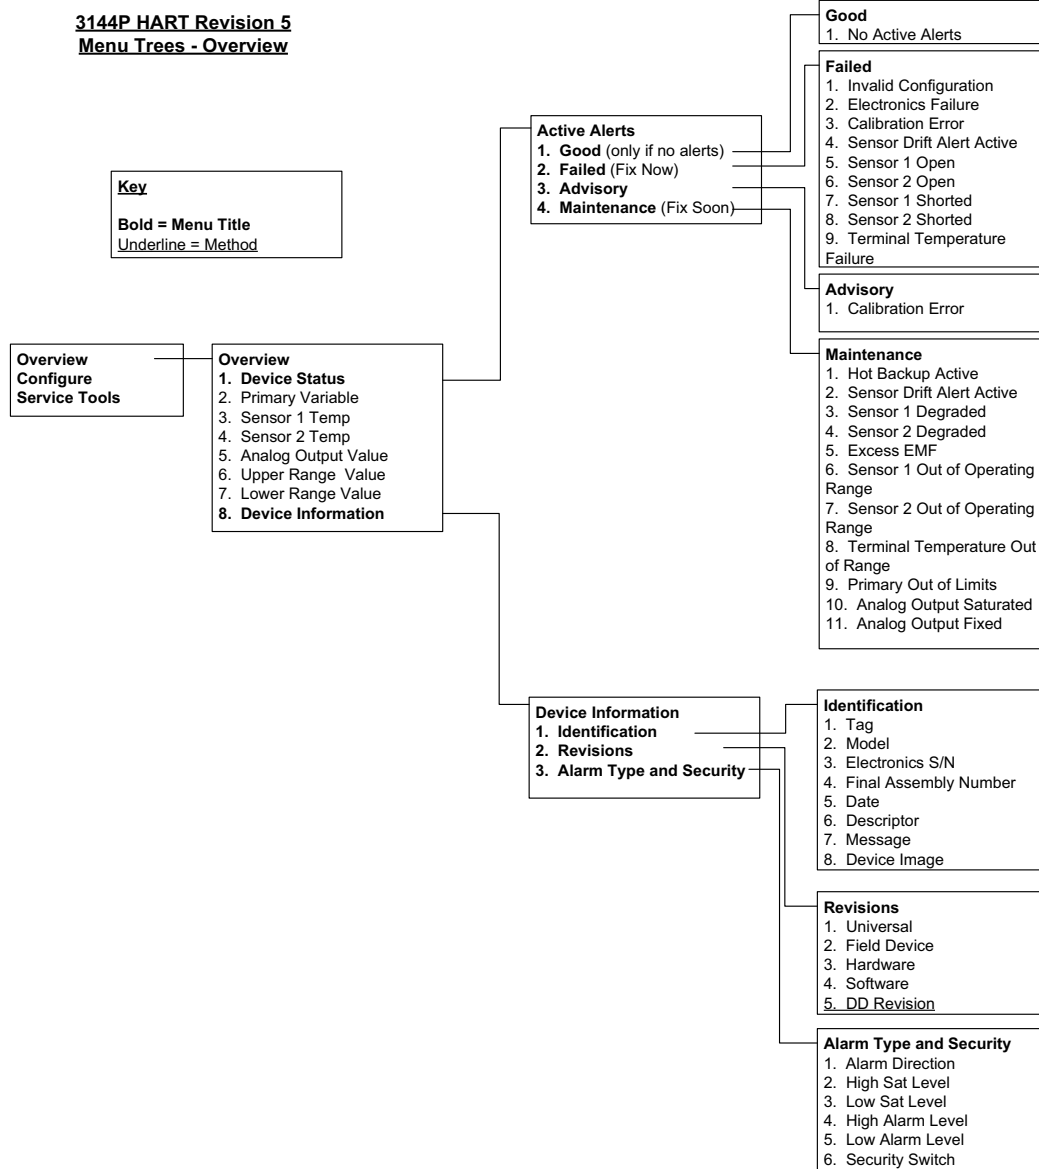 3144P HART Revision 5
Menu Trees - Overview
Key
Bold = Menu Title
Underline = Method
Overview
Configure
Service Tools
Overview
1. Device Status
2. Primary Variable
3. Sensor 1 Temp
4. Sensor 2 Temp
5. Analog Output Value
6. Upper Range Value
7. Lower Range Value
8. Device Information
Active Alerts
1. Good (only if no alerts)
2. Failed (Fix Now)
3. Advisory
4. Maintenance (Fix Soon)
Good
1. No Active Alerts
Failed
1. Invalid Configuration
2. Electronics Failure
3. Calibration Error
4. Sensor Drift Alert Active
5. Sensor 1 Open
6. Sensor 2 Open
7. Sensor 1 Shorted
8. Sensor 2 Shorted
9. Terminal Temperature
Failure
Advisory
1. Calibration Error
Maintenance
1. Hot Backup Active
2. Sensor Drift Alert Active
3. Sensor 1 Degraded
4. Sensor 2 Degraded
5. Excess EMF
6. Sensor 1 Out of Operating
Range
7. Sensor 2 Out of Operating
Range
8. Terminal Temperature Out
of Range
9. Primary Out of Limits
10. Analog Output Saturated
11. Analog Output Fixed
Device Information
1. Identification
2. Revisions
3. Alarm Type and Security
Identification
1. Tag
2. Model
3. Electronics S/N
4. Final Assembly Number
5. Date
6. Descriptor
7. Message
8. Device Image
Revisions
1. Universal
2. Field Device
3. Hardware
4. Software
5. DD Revision
Alarm Type and Security
1. Alarm Direction
2. High Sat Level
3. Low Sat Level
4. High Alarm Level
5. Low Alarm Level
6. Security Switch